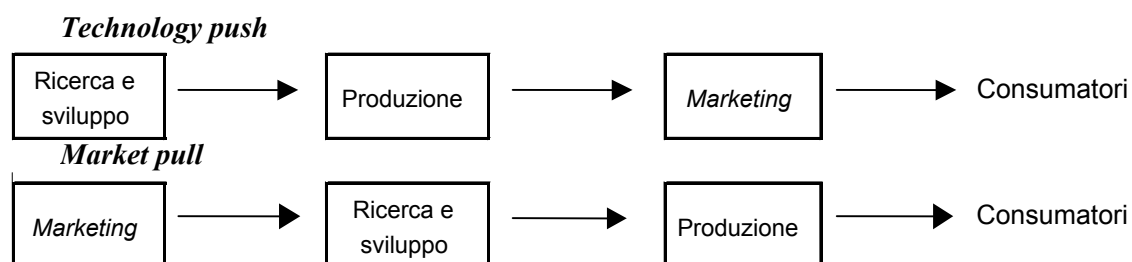 Technology push
Ricerca e
sviluppo
Produzione
Marketing
Consumatori
Market pull
Marketing
Ricerca e
sviluppo
Produzione
Consumatori